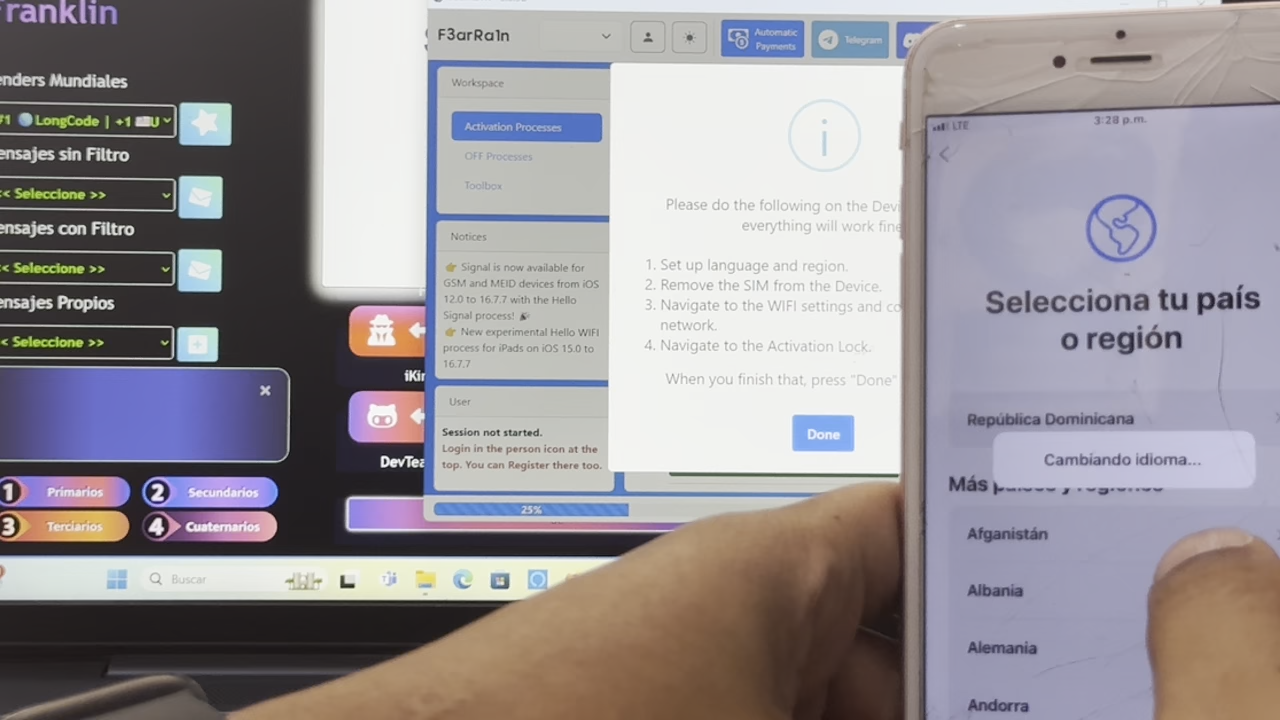 ranklin
enders Mundiales
LongCode | +1
ensajes sin Filtro
< Seleccione >>
ensajes con Filtro
< Seleccione >>
ensajes Propios
< Seleccione >>
1 Primarios
2 Secundarios
3 Terciarios
4 Cuaternarios
Buscar
iKi
DevTea
F3arRa1n
Automatic
Payments
Telegram
Workspace
Activation Processes
OFF Processes
Toolbox
Notices
👉 Signal is now available for
GSM and MEID devices from iOS
12.0 to 16.7.7 with the Hello
Signal process! 🎉
👉 New experimental Hello WIFI
process for iPads on iOS 15.0 to
16.7.7
User
Session not started.
Login in the person icon at the
top. You can Register there too.
25%
Please do the following on the Devi
everything will work fine
1. Set up language and region.
2. Remove the SIM from the Device.
3. Navigate to the WIFI settings and co
network.
4. Navigate to the Activation Lock.
When you finish that, press "Done"
Done
LTE
3:28 p.m.
Selecciona tu país
o región
República Dominicana
Cambiando idioma...
Más países y regiones
Afganistán
Albania
Alemania
Andorra